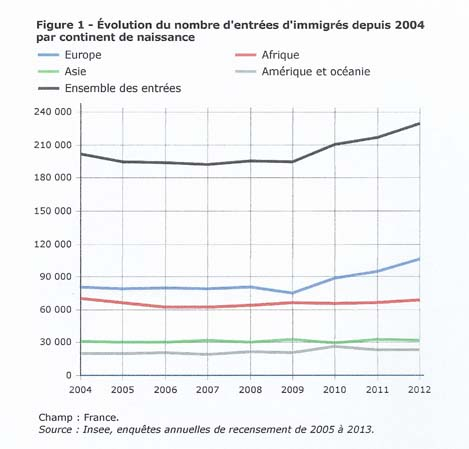 Figure 1 - Évolution du nombre d'entrées d'immigrés depuis 2004
par continent de naissance
Europe
Afrique
Asie
Amérique et océanie
Ensemble des entrées
240 000
210 000
180 000
150 000
120 000
90 000
60 000
30 000
0
2004 2005 2006 2007 2008 2009 2010 2011 2012
Champ : France.
Source : Insee, enquêtes annuelles de recensement de 2005 à 2013.